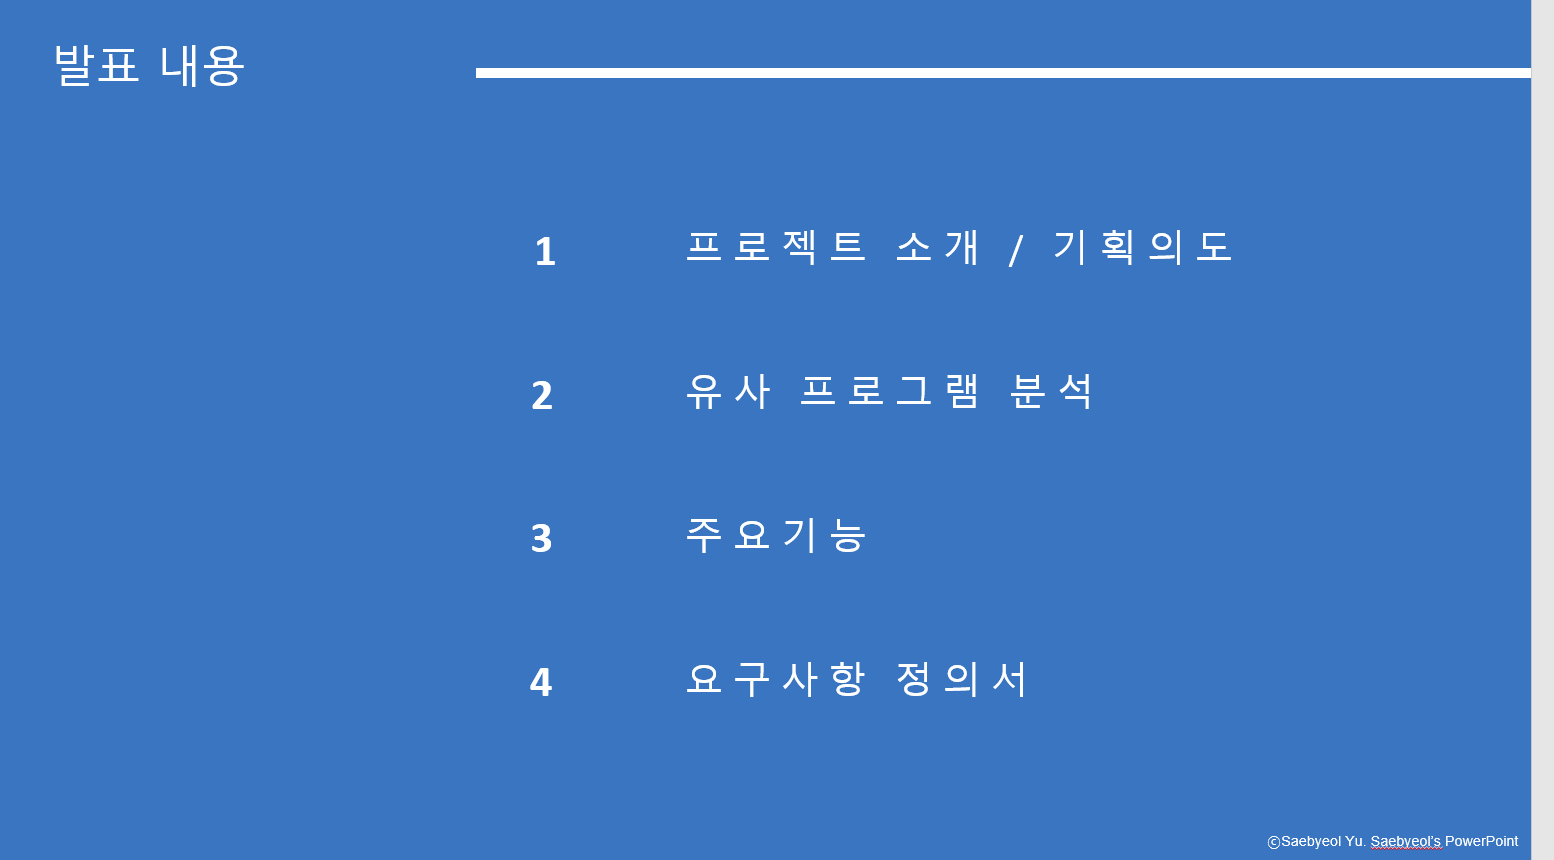 발표 내용
1 프로젝트 소개 / 기획의도
2 유사 프로그램 분석
3 주요기능
4 요구사항 정의서
ⓒSaebyeol Yu. Saebyeol’s PowerPoint